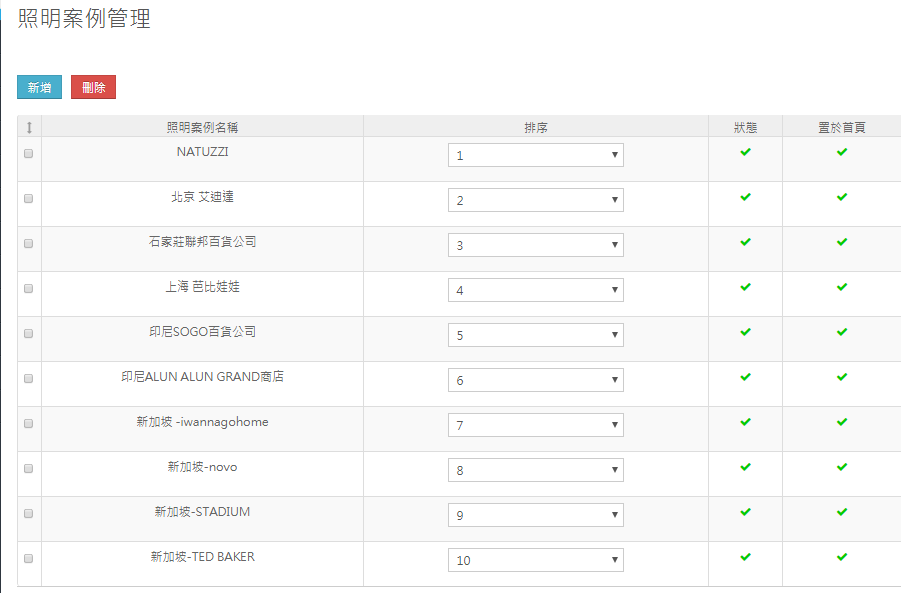 照明案例管理
新增 刪除
照明案例名稱 排序 狀態 置於首頁
NATUZZI 1
北京 艾迪達 2
石家莊聯邦百貨公司 3
上海 芭比娃娃 4
印尼SOGO百貨公司 5
印尼ALUN ALUN GRAND商店 6
新加坡 -iwannagohome 7
新加坡-novo 8
新加坡-STADIUM 9
新加坡-TED BAKER 10